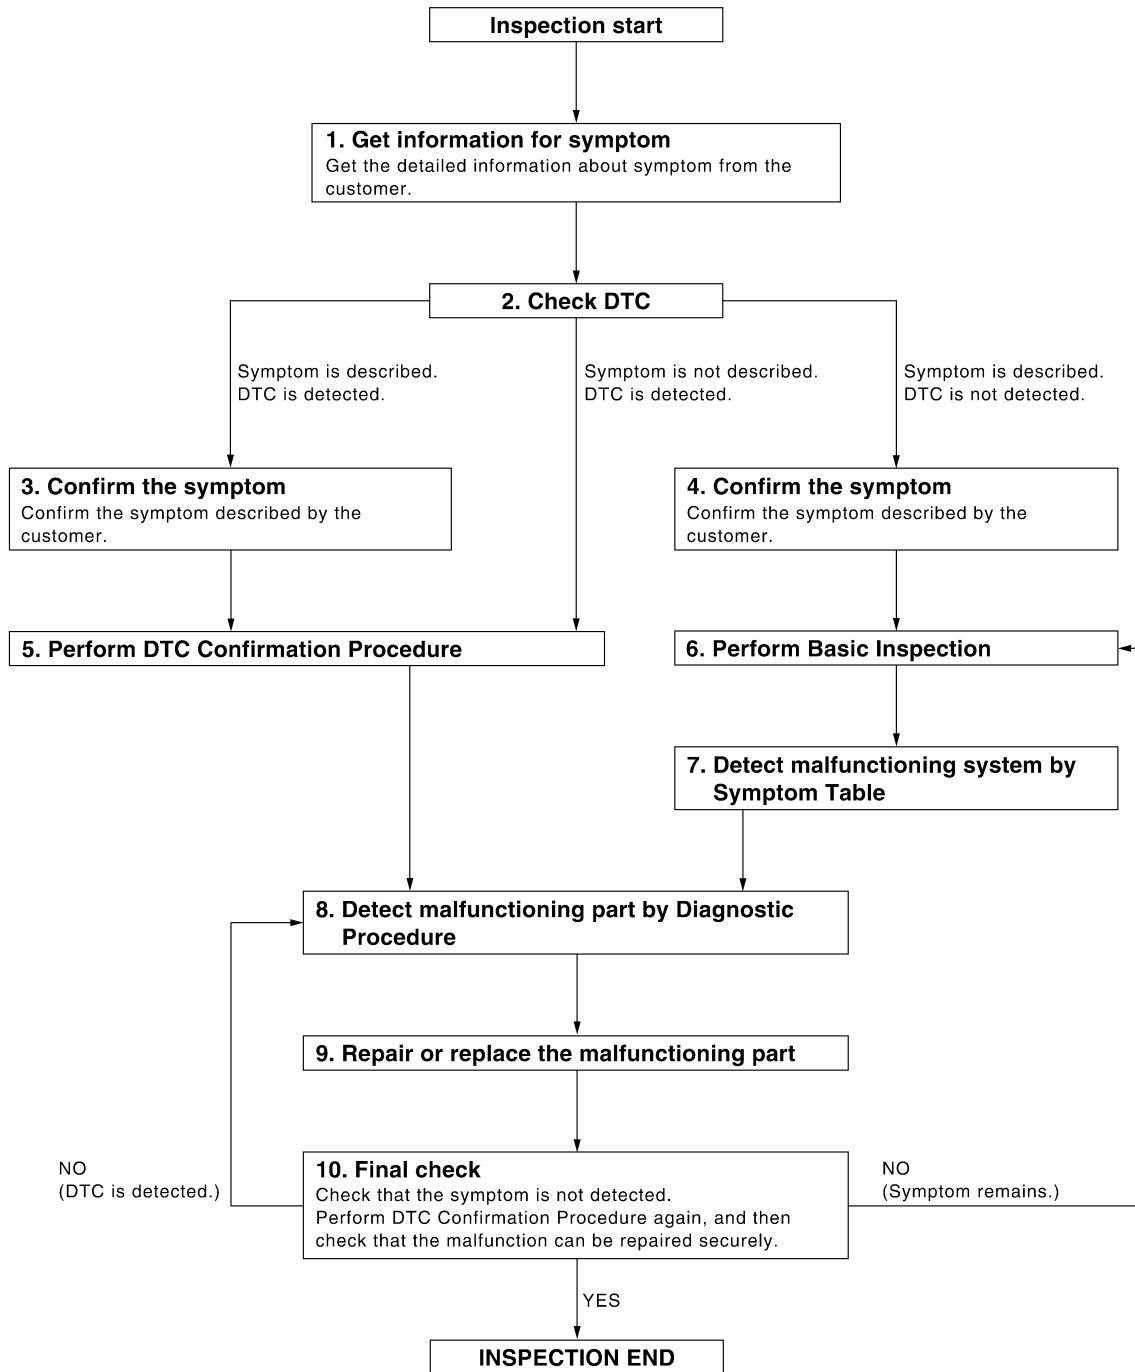 Inspection start
1. Get information for symptom
Get the detailed information about symptom from the
customer.
2. Check DTC
Symptom is described.
DTC is detected.
Symptom is not described.
DTC is detected.
Symptom is described.
DTC is not detected.
3. Confirm the symptom
Confirm the symptom described by the
customer.
4. Confirm the symptom
Confirm the symptom described by the
customer.
5. Perform DTC Confirmation Procedure
6. Perform Basic Inspection
7. Detect malfunctioning system by
Symptom Table
8. Detect malfunctioning part by Diagnostic
Procedure
9. Repair or replace the malfunctioning part
NO
(DTC is detected.)
10. Final check
Check that the symptom is not detected.
Perform DTC Confirmation Procedure again, and then
check that the malfunction can be repaired securely.
NO
(Symptom remains.)
YES
INSPECTION END